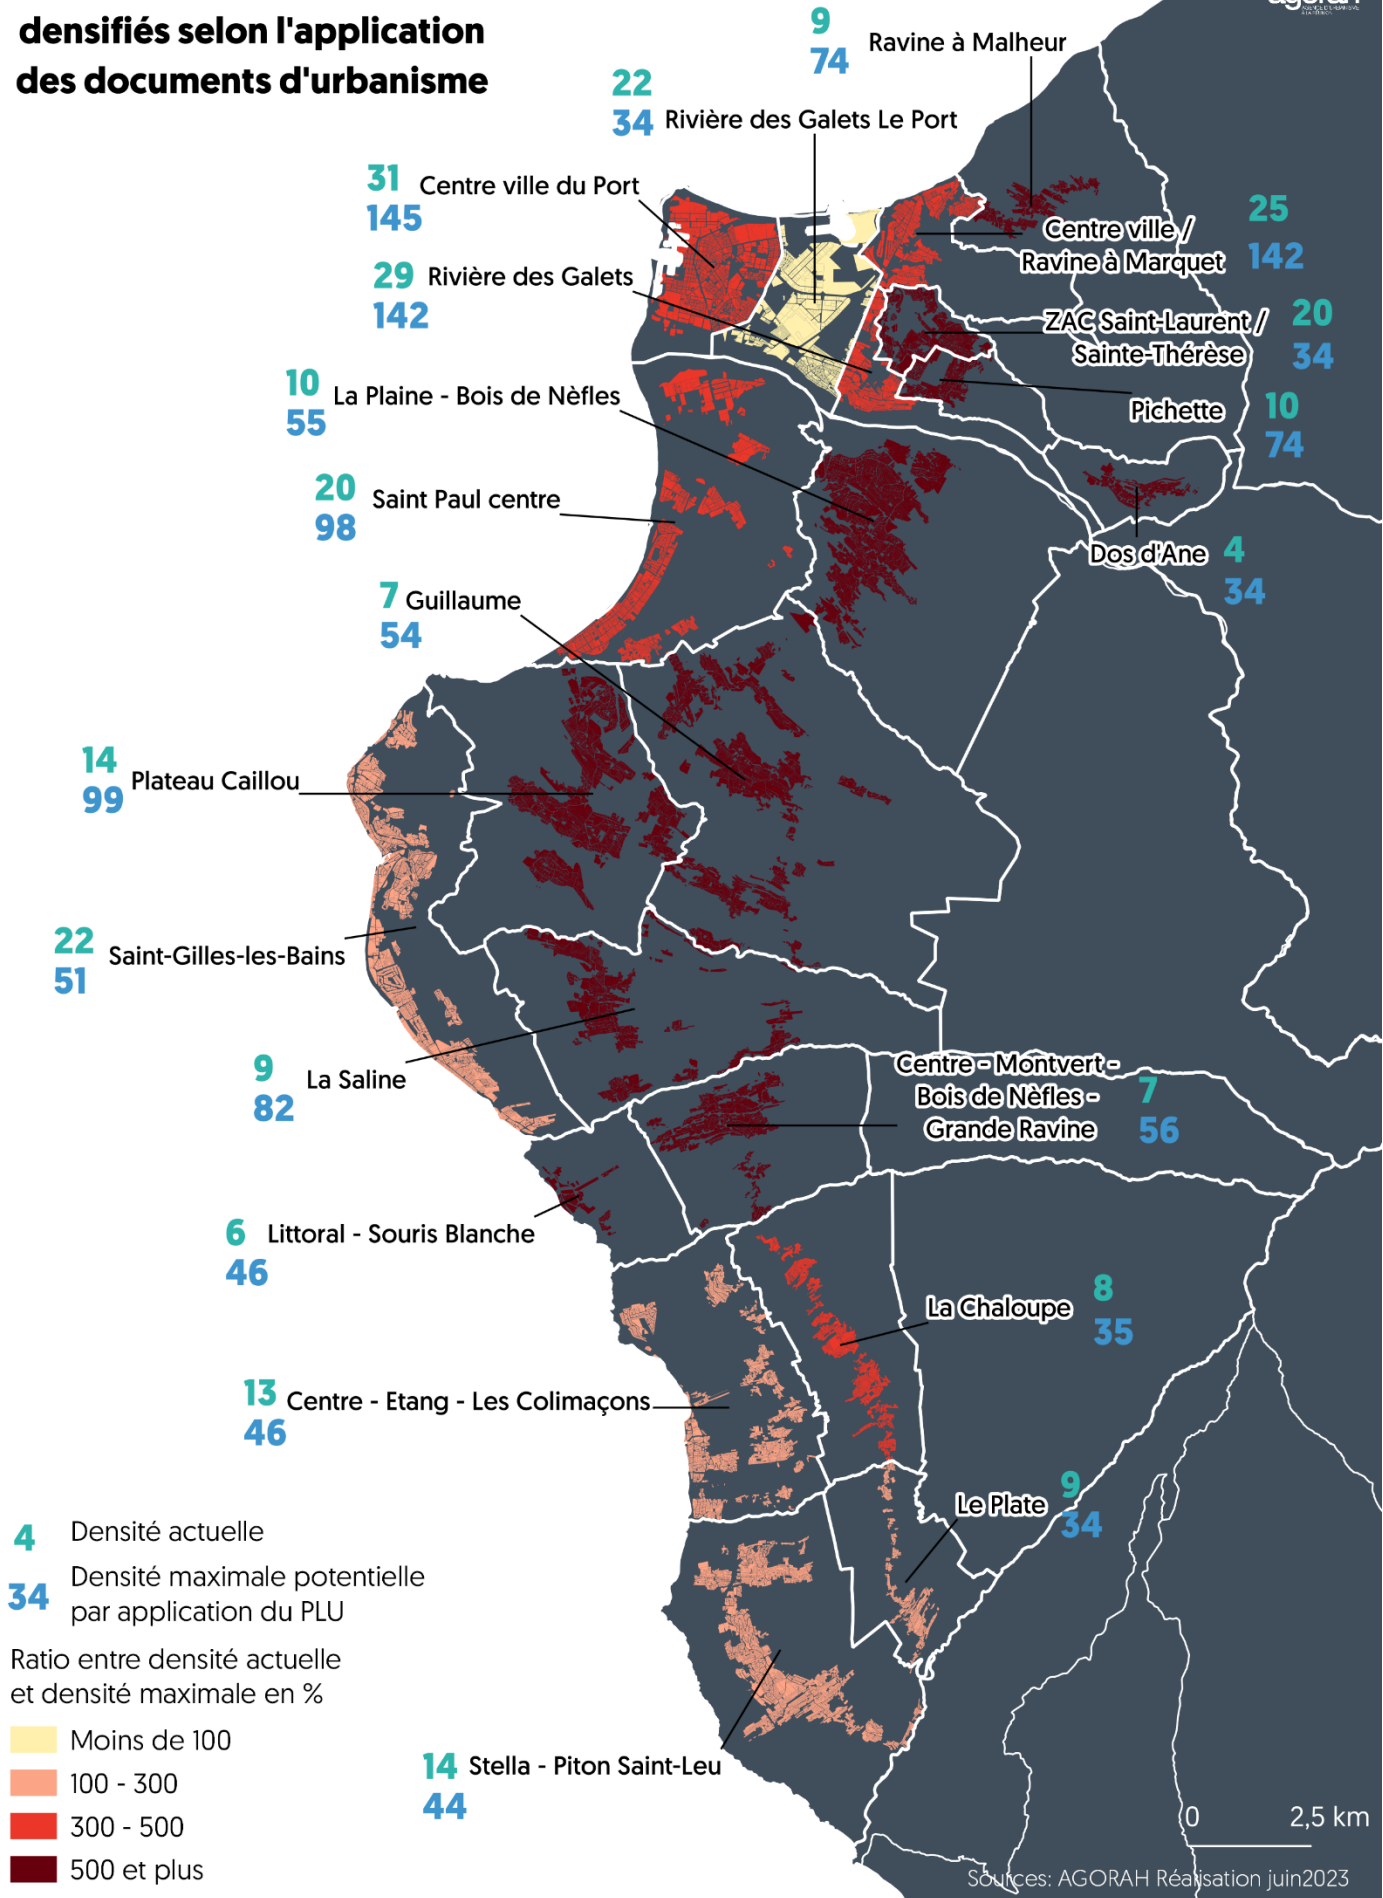 agorah
densifiés selon l'application
des documents d'urbanisme
9
74
Ravine à Malheur
22
34
Rivière des Galets Le Port
31
145
Centre ville du Port
25
142
Centre ville /
Ravine à Marquet
29
142
Rivière des Galets
20
34
ZAC Saint-Laurent /
Sainte-Thérèse
10
55
La Plaine - Bois de Nèfles
Pichette
10
74
20
98
Saint Paul centre
Dos d'Ane
4
34
7
54
Guillaume
14
99
Plateau Caillou
22
51
Saint-Gilles-les-Bains
9
82
La Saline
Centre - Montvert -
Bois de Nèfles -
Grande Ravine
7
56
6
46
Littoral - Souris Blanche
La Chaloupe
8
35
13
46
Centre - Etang - Les Colimaçons
Le Plate
9
34
4 Densité actuelle
34 Densité maximale potentielle
par application du PLU
Ratio entre densité actuelle
et densité maximale en %
Moins de 100
100 - 300
300 - 500
500 et plus
14
44
Stella - Piton Saint-Leu
0 2,5 km
Sources: AGORAH Réalisation juin2023